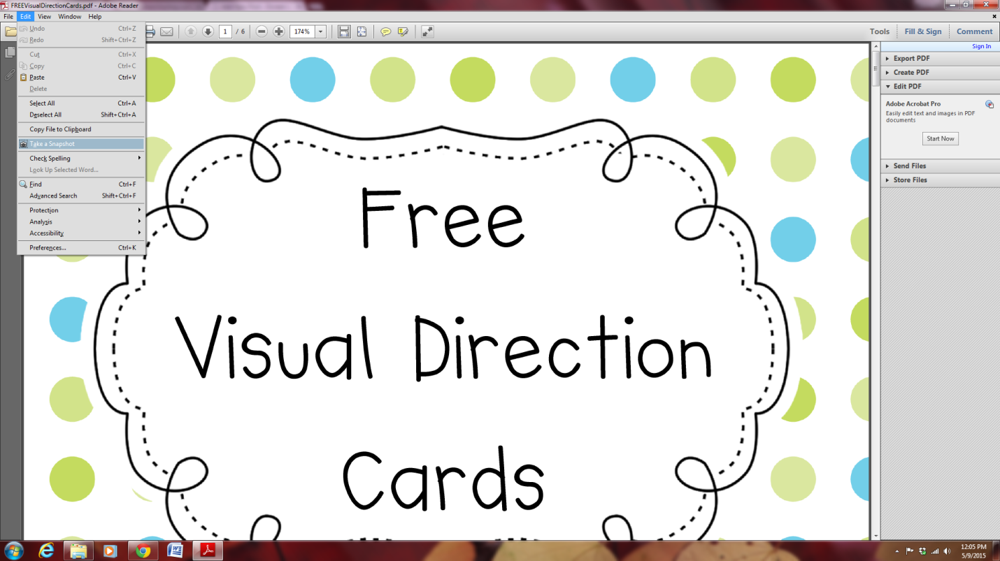 FREEVisualDirectionCards.pdf - Adobe Reader
File Edit View Window Help
1 / 6 174% Tools Fill & Sign Comment
Undo Ctrl+Z
Redo Shift+Ctrl+Z
Cut Ctrl+X
Copy Ctrl+C
Paste Ctrl+V
Delete
Select All Ctrl+A
Deselect All Shift+Ctrl+A
Copy File to Clipboard
Take a Snapshot
Check Spelling
Look Up Selected Word...
Find Ctrl+F
Advanced Search Shift+Ctrl+F
Protection
Analysis
Accessibility
Preferences... Ctrl+K
Free
Visual Direction
Cards
Sign In
Export PDF
Create PDF
Edit PDF
Adobe Acrobat Pro
Easily edit text and images in PDF
documents
Start Now
Send Files
Store Files
12:05 PM
5/9/2015